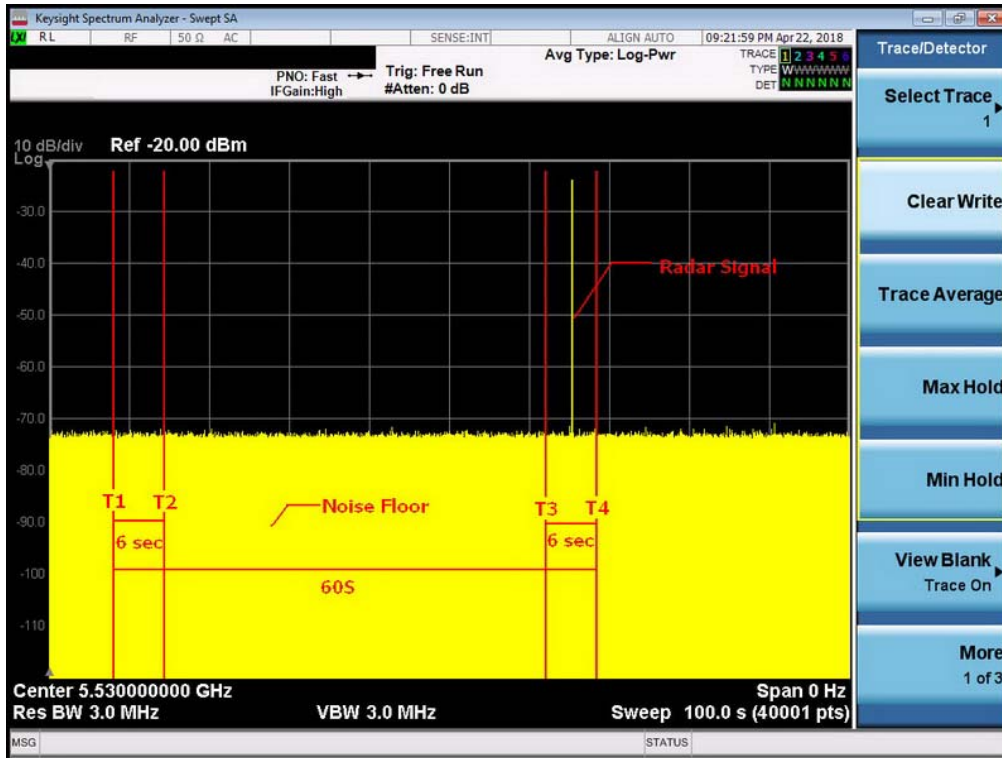 Keysight Spectrum Analyzer - Swept SA
LXI RL RF 50 Ω AC SENSE:INT ALIGN AUTO 09:21:59 PM Apr 22, 2018
Avg Type: Log-Pwr
TRACE 1 2 3 4 5 6
PNO: Fast Trig: Free Run
TYPE W W W W W W
IFGain:High #Atten: 0 dB
DET N N N N N N
10 dB/div Ref -20.00 dBm
Log
-30.0
-40.0
-50.0
-60.0
-70.0
-80.0
-90.0
-100
-110
Radar Signal
T1 T2 Noise Floor T3 T4
6 sec 6 sec
60S
Center 5.530000000 GHz Span 0 Hz
Res BW 3.0 MHz VBW 3.0 MHz Sweep 100.0 s (40001 pts)
MSG STATUS
Trace/Detector
Select Trace
1
Clear Write
Trace Average
Max Hold
Min Hold
View Blank
Trace On
More
1 of 3